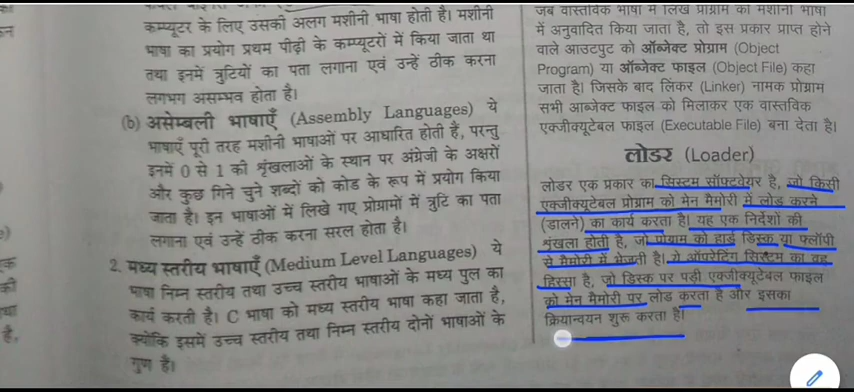 कम्प्यूटर के लिए उसकी अलग मशीनी भाषा होती है। मशीनी
भाषा का प्रयोग प्रथम पीढ़ी के कम्प्यूटरों में किया जाता था
तथा इनमें त्रुटियों का पता लगाना एवं उन्हें ठीक करना
लगभग असम्भव होता है।
(b) असेम्बली भाषाएँ (Assembly Languages) ये
भाषाएँ पूरी तरह मशीनी भाषाओं पर आधारित होती हैं, परन्तु
इनमें 0 से 1 की शृंखलाओं के स्थान पर अंग्रेजी के अक्षरों
और कुछ गिने चुने शब्दों को कोड के रूप में प्रयोग किया
जाता है। इन भाषाओं में लिखे गए प्रोग्रामों में त्रुटि का पता
लगाना एवं उन्हें ठीक करना सरल होता है।
2. मध्य स्तरीय भाषाएँ (Medium Level Languages) ये
भाषा निम्न स्तरीय तथा उच्च स्तरीय भाषाओं के मध्य पुल का
कार्य करती है। C भाषा को मध्य स्तरीय भाषा कहा जाता है,
क्योंकि इसमें उच्च स्तरीय तथा निम्न स्तरीय दोनों भाषाओं के
गुण है।
जब वास्तविक भाषा में लिखे प्रोग्राम को मशीनी भाषा
में अनुवादित किया जाता है, तो इस प्रकार प्राप्त होने
वाले आउटपुट को ऑब्जेक्ट प्रोग्राम (Object
Program) या ऑब्जेक्ट फाइल (Object File) कहा
जाता है। जिसके बाद लिंकर (Linker) नामक प्रोग्राम
सभी आब्जेक्ट फाइल को मिलाकर एक वास्तविक
एक्जीक्यूटेबल फाइल (Executable File) बना देता है।
लोडर (Loader)
लोडर एक प्रकार का सिस्टम सॉफ्टवेयर है, जो किसी
एक्जीक्यूटेबल प्रोग्राम को मेन मैमोरी में लोड करने
(डालने) का कार्य करता है। यह एक निर्देशों की
शृंखला होती है, जो प्रोग्राम को हार्ड डिस्क या फ्लॉपी
से मैमोरी में भेजती है। ये ऑपरेटिंग सिस्टम का वह
हिस्सा है, जो डिस्क पर पड़ी एक्जीक्यूटेबल फाइल
को मेन मैमोरी पर लोड करता है और इसका
क्रियान्वयन शुरू करता है।